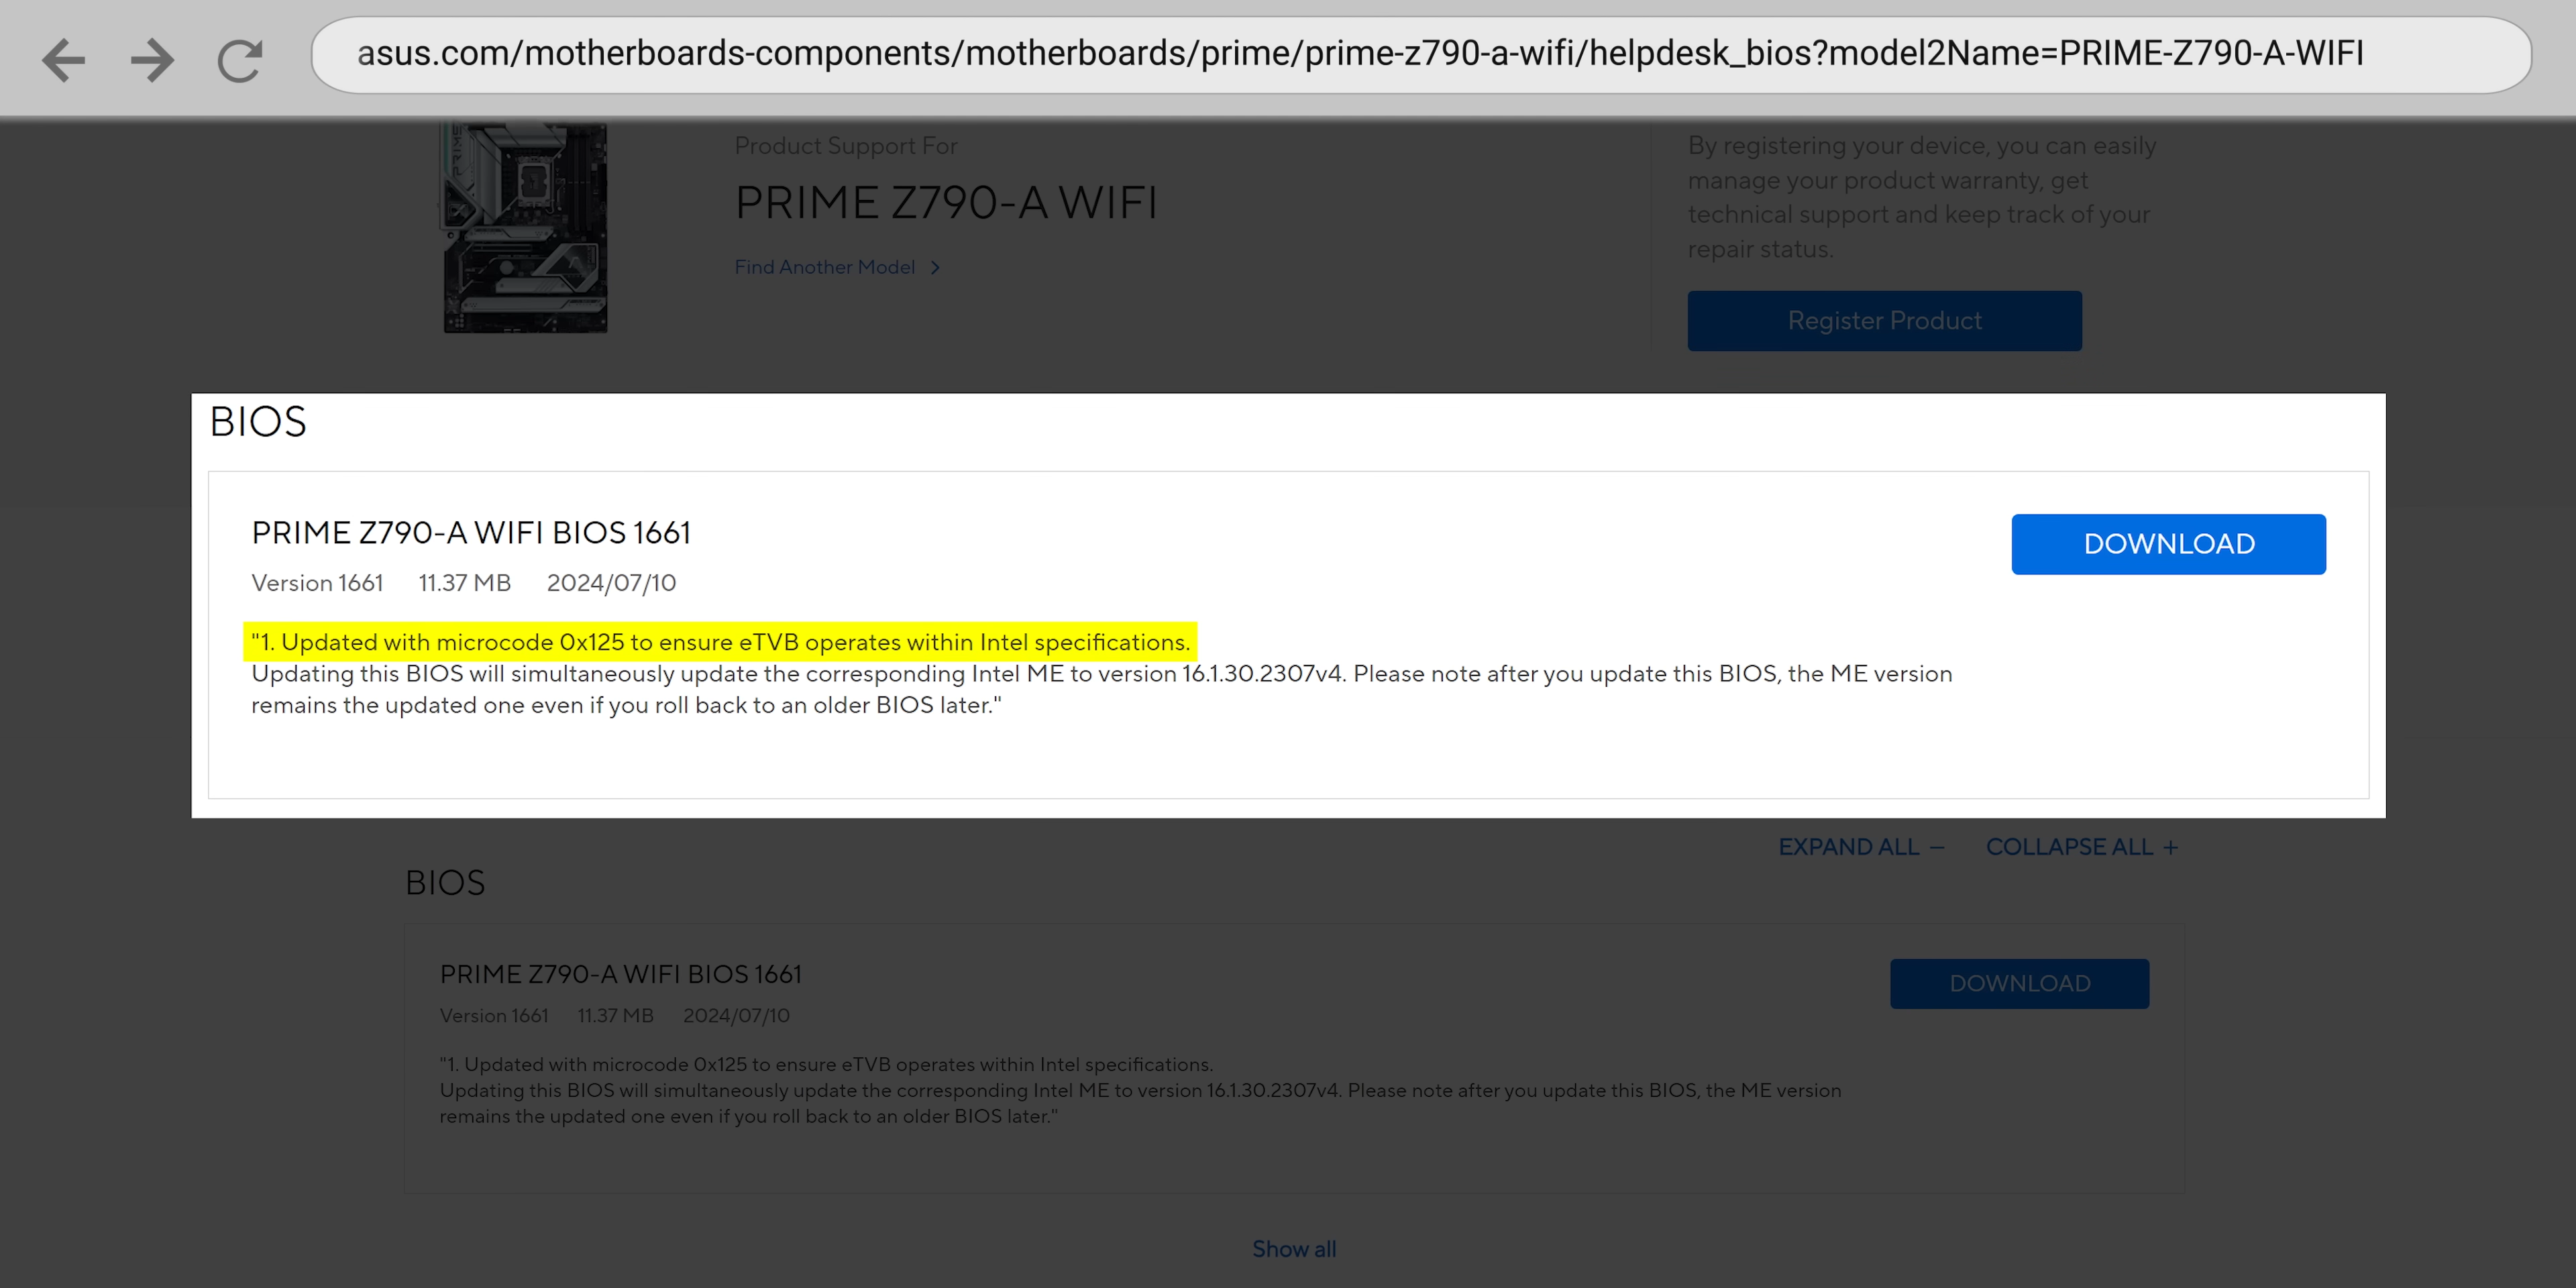 asus.com/motherboards-components/motherboards/prime/prime-z790-a-wifi/helpdesk_bios?model2Name=PRIME-Z790-A-WIFI
PRIME
Product Support For
PRIME Z790-A WIFI
Find Another Model
By registering your device, you can easily
manage your product warranty, get
technical support and keep track of your
repair status.
Register Product
BIOS
PRIME Z790-A WIFI BIOS 1661
DOWNLOAD
Version 1661 11.37 MB 2024/07/10
"1. Updated with microcode 0x125 to ensure eTVB operates within Intel specifications.
Updating this BIOS will simultaneously update the corresponding Intel ME to version 16.1.30.2307v4. Please note after you update this BIOS, the ME version
remains the updated one even if you roll back to an older BIOS later."
EXPAND ALL – COLLAPSE ALL +
BIOS
PRIME Z790-A WIFI BIOS 1661
DOWNLOAD
Version 1661 11.37 MB 2024/07/10
"1. Updated with microcode 0x125 to ensure eTVB operates within Intel specifications.
Updating this BIOS will simultaneously update the corresponding Intel ME to version 16.1.30.2307v4. Please note after you update this BIOS, the ME version
remains the updated one even if you roll back to an older BIOS later."
Show all